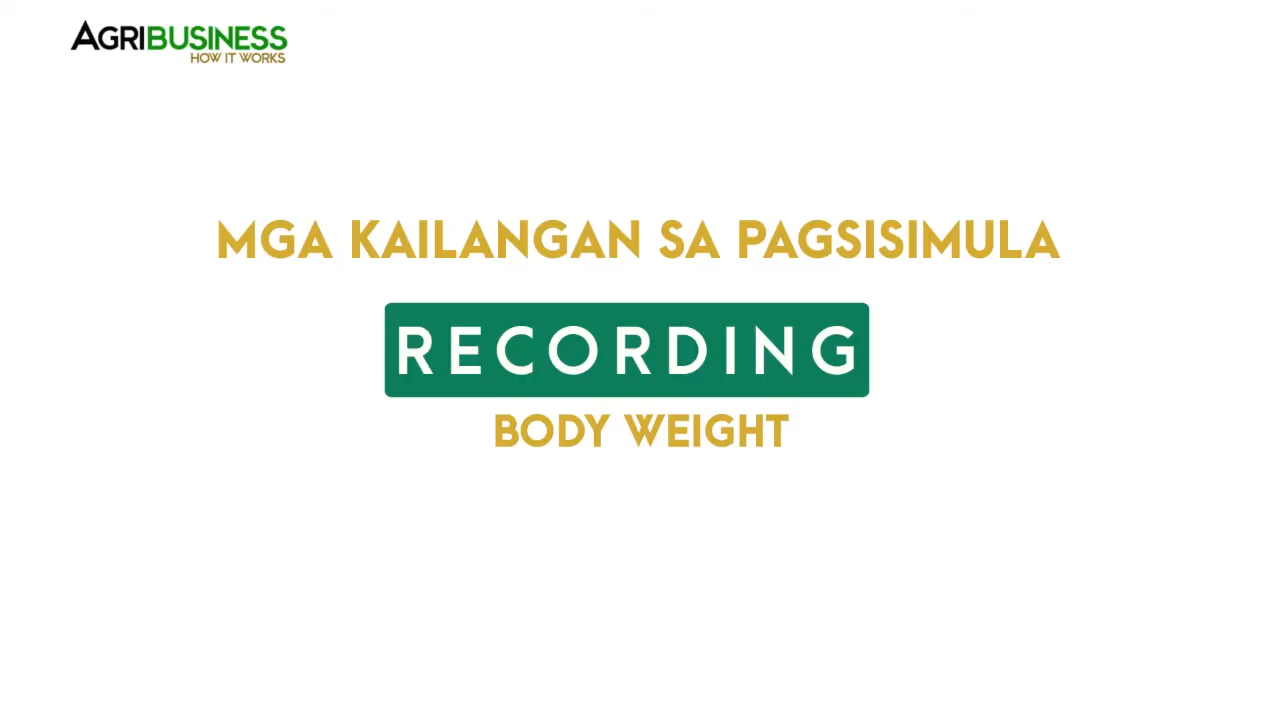 AGRIBUSINESS
HOW IT WORKS
MGA KAILANGAN SA PAGSISIMULA
RECORDING
BODY WEIGHT